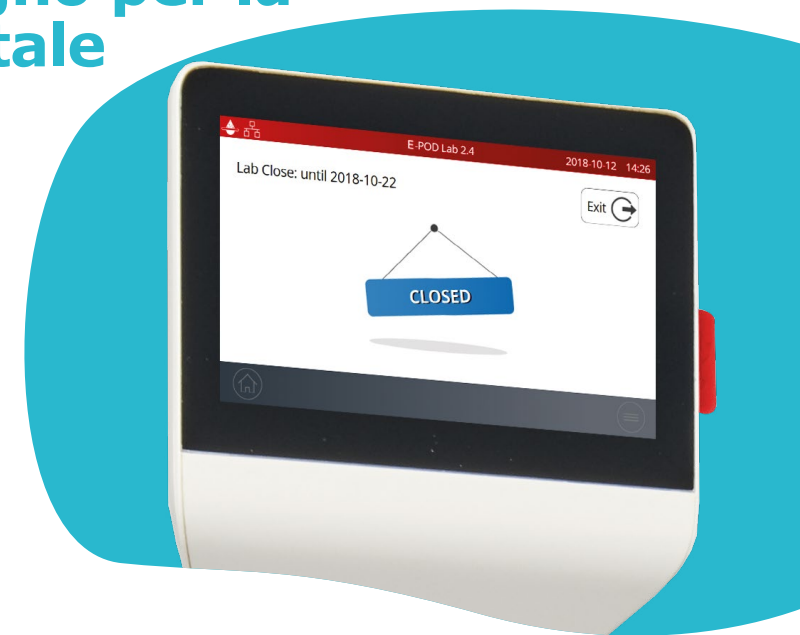 tale
E-POD Lab 2.4
2018-10-12 14:26
Lab Close: until 2018-10-22
Exit
CLOSED